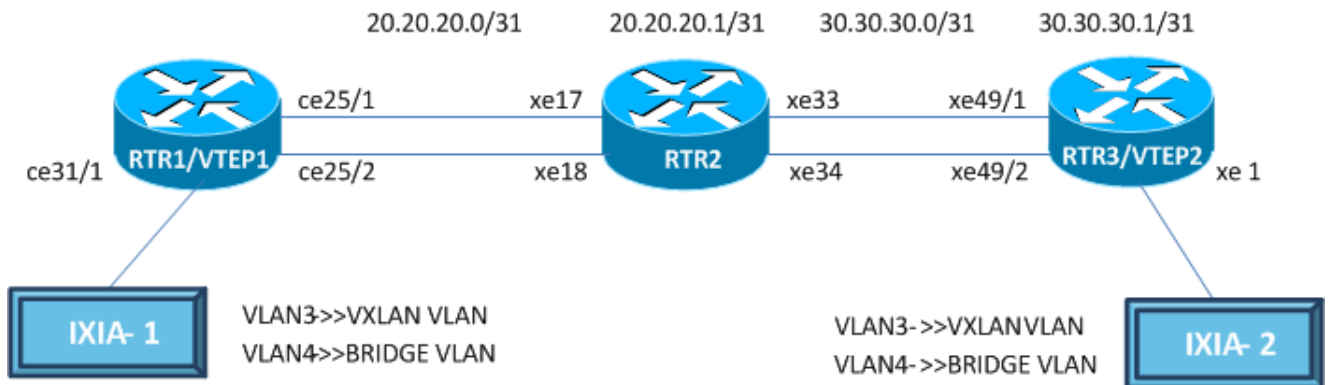 20.20.20.0/31 20.20.20.1/31 30.30.30.0/31 30.30.30.1/31
ce25/1 xe17 xe33 xe49/1
RTR1/VTEP1 RTR2 RTR3/VTEP2
ce31/1 ce25/2 xe18 xe34 xe49/2 xe 1
IXIA- 1
VLAN3->>VXLAN VLAN
VLAN4->>BRIDGE VLAN
VLAN3->>VXLANVLAN
VLAN4->>BRIDGE VLAN
IXIA- 2